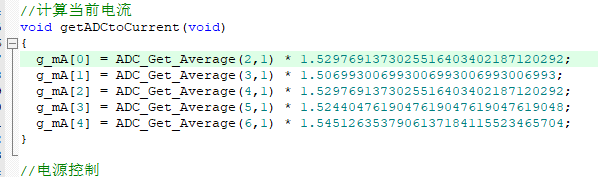 //计算当前电流
void getADCtoCurrent(void)
{
g_mA[0] = ADC_Get_Average(2,1) * 1.5297691373025516403402187120292;
g_mA[1] = ADC_Get_Average(3,1) * 1.506993006993006993006993006993;
g_mA[2] = ADC_Get_Average(4,1) * 1.5297691373025516403402187120292;
g_mA[3] = ADC_Get_Average(5,1) * 1.5244047619047619047619047619048;
g_mA[4] = ADC_Get_Average(6,1) * 1.5451263537906137184115523465704;
}
//电源控制